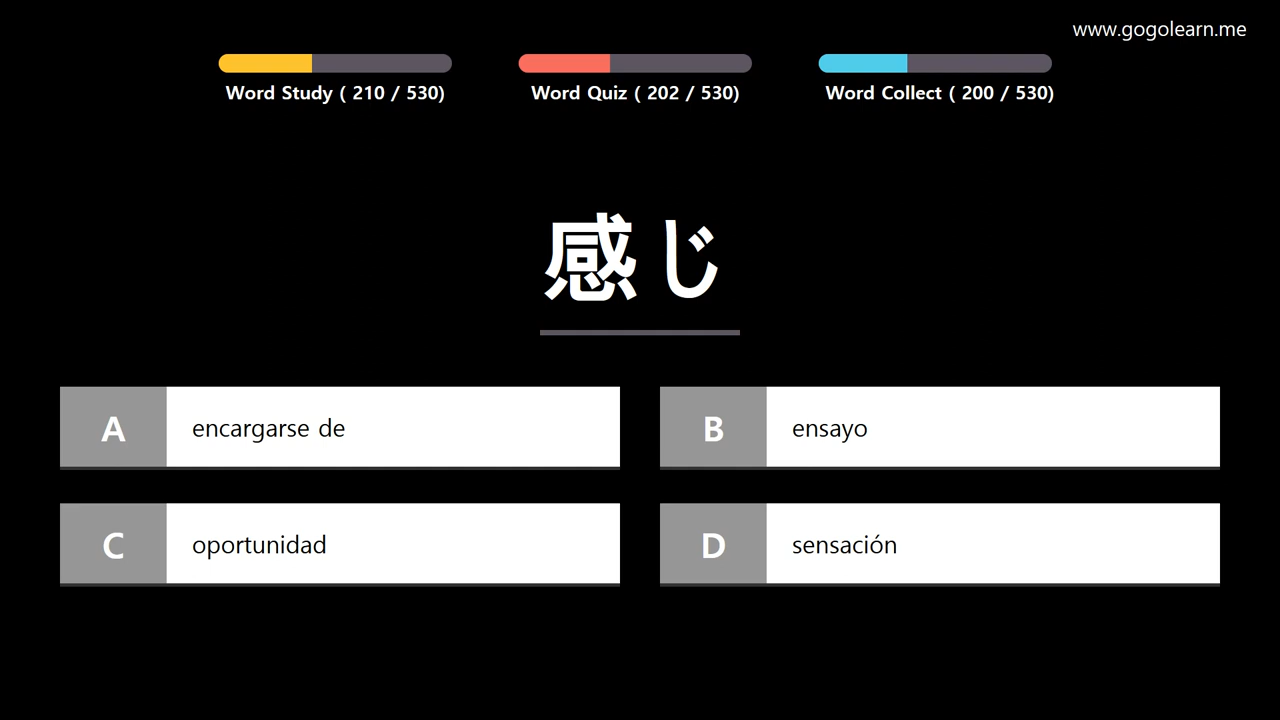 www.gogolearn.me
Word Study ( 210 / 530)
Word Quiz ( 202 / 530)
Word Collect ( 200 / 530)
感じ
A encargarse de
B ensayo
C oportunidad
D sensación